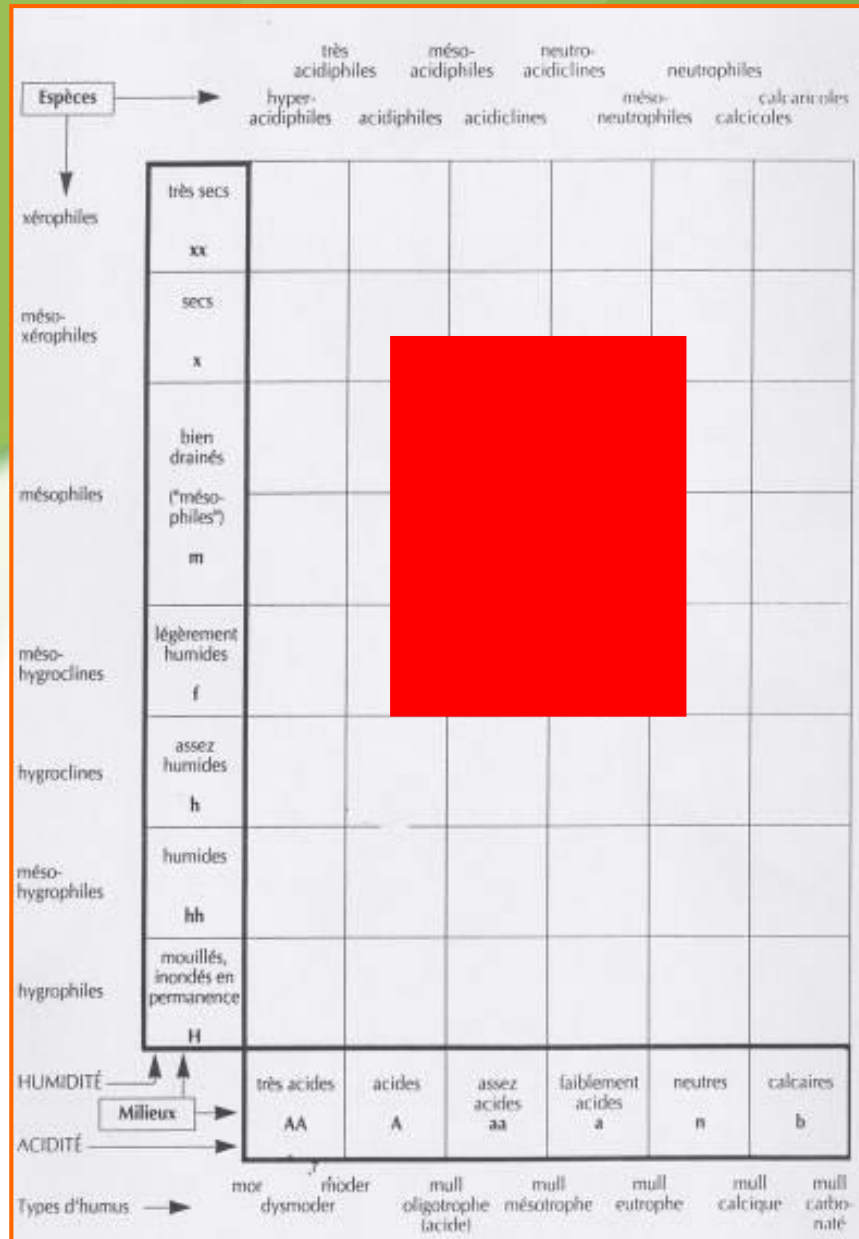 très méso- neutro-
acidiphiles acidiphiles acidiclines neutrophiles
Espèces
hyper- méso- calcaricoles
acidiphiles acidiphiles acidiclines neutrophiles calcicoles
très secs
xérophiles
xx
secs
méso-
xérophiles
x
bien
drainés
mésophiles
("méso-
philes")
m
légèrement
humides
méso-
hygroclines
f
assez
humides
hygroclines
h
humides
méso-
hygrophiles
hh
mouillés,
inondés en
permanence
hygrophiles
H
HUMIDITÉ
très acides acides assez faiblement neutres calcaires
acides acides
Milieux
AA A aa a n b
ACIDITÉ
mor moder mull mull mull mull mull
Types d'humus dysmoder oligotrophe mésotrophe eutrophe calcique carbo-
(acide) naté